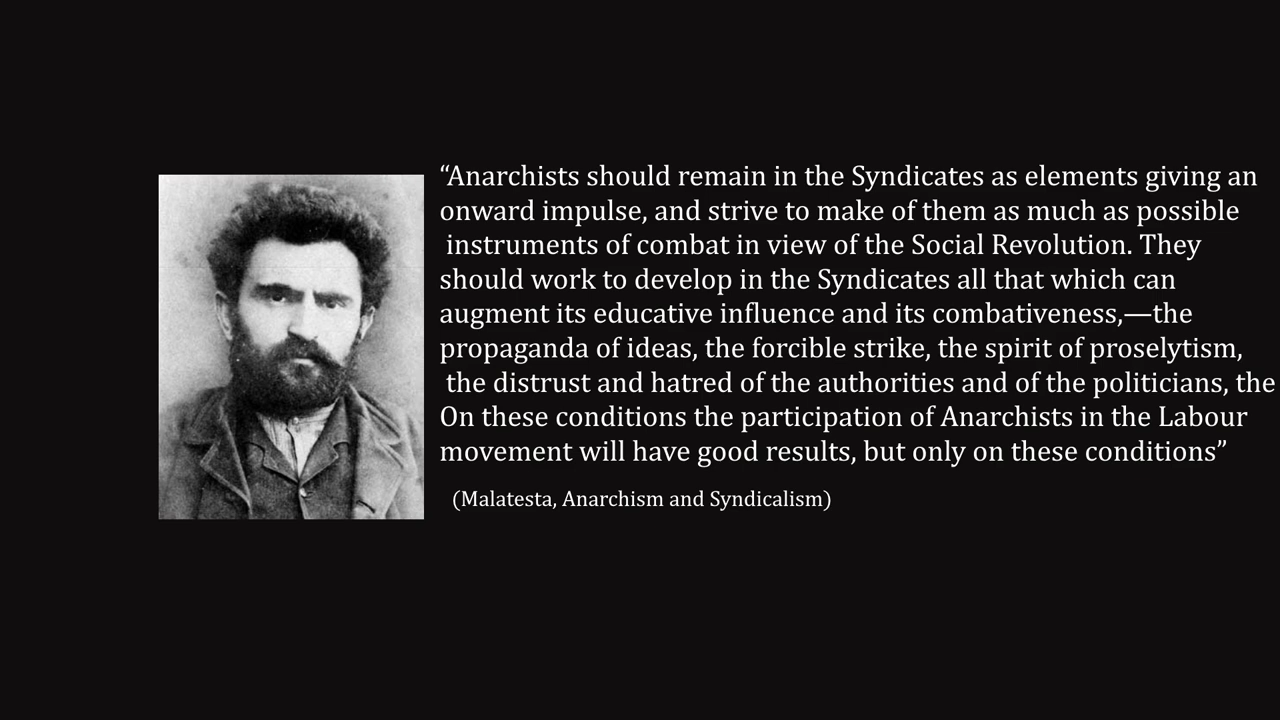 “Anarchists should remain in the Syndicates as elements giving an
onward impulse, and strive to make of them as much as possible
instruments of combat in view of the Social Revolution. They
should work to develop in the Syndicates all that which can
augment its educative influence and its combativeness,—the
propaganda of ideas, the forcible strike, the spirit of proselytism,
the distrust and hatred of the authorities and of the politicians, the
On these conditions the participation of Anarchists in the Labour
movement will have good results, but only on these conditions”
(Malatesta, Anarchism and Syndicalism)